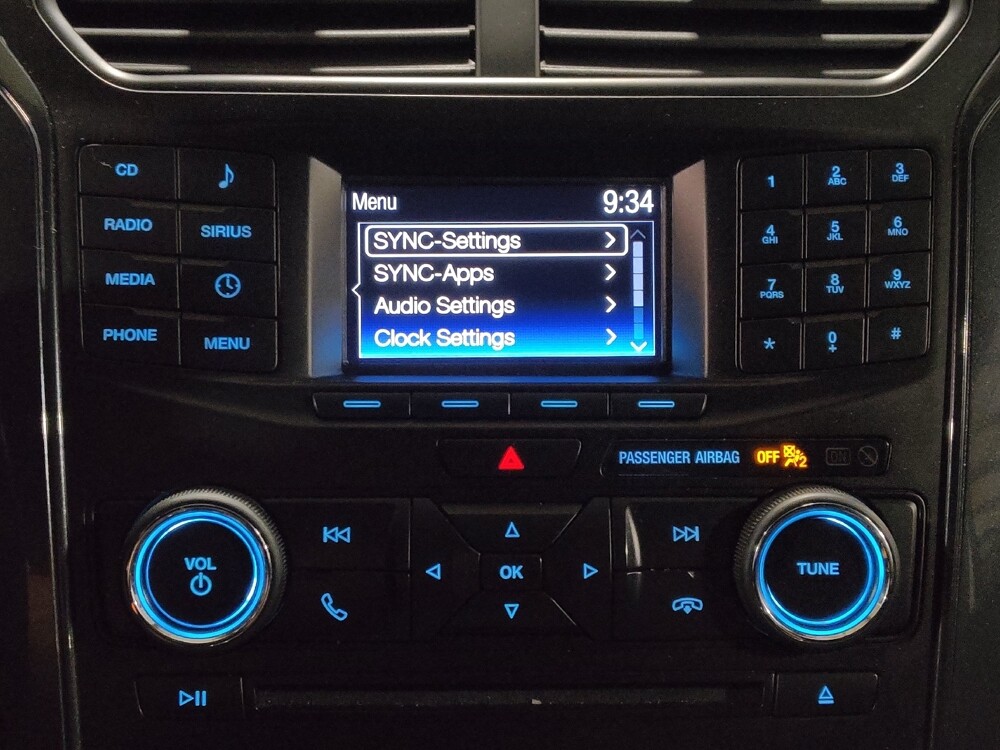 Menu 9:34
SYNC-Settings
SYNC-Apps
Audio Settings
Clock Settings
CD
RADIO
SIRIUS
MEDIA
PHONE
MENU
1
2
ABC
3
DEF
4
GHI
5
JKL
6
MNO
7
PQRS
8
TUV
9
WXYZ
*
0
+
#
PASSENGER AIRBAG OFF 2 ON
VOL
OK
TUNE